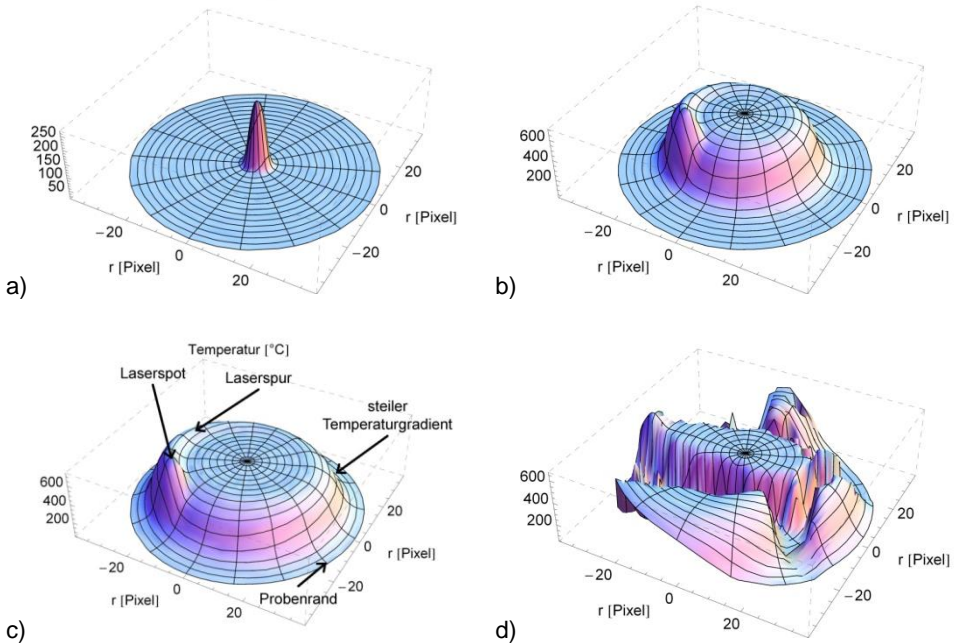 250
200
150
100
50
−20
0
20
r [Pixel]
20
0
−20
r [Pixel]
a)
600
400
200
−20
0
20
r [Pixel]
20
0
−20
r [Pixel]
b)
Temperatur [°C]
Laserspot
Laserspur
steiler
Temperaturgradient
600
400
200
−20
0
20
r [Pixel]
20
0
−20
r [Pixel]
Probenrand
c)
600
400
200
−20
0
20
r [Pixel]
20
0
−20
r [Pixel]
d)